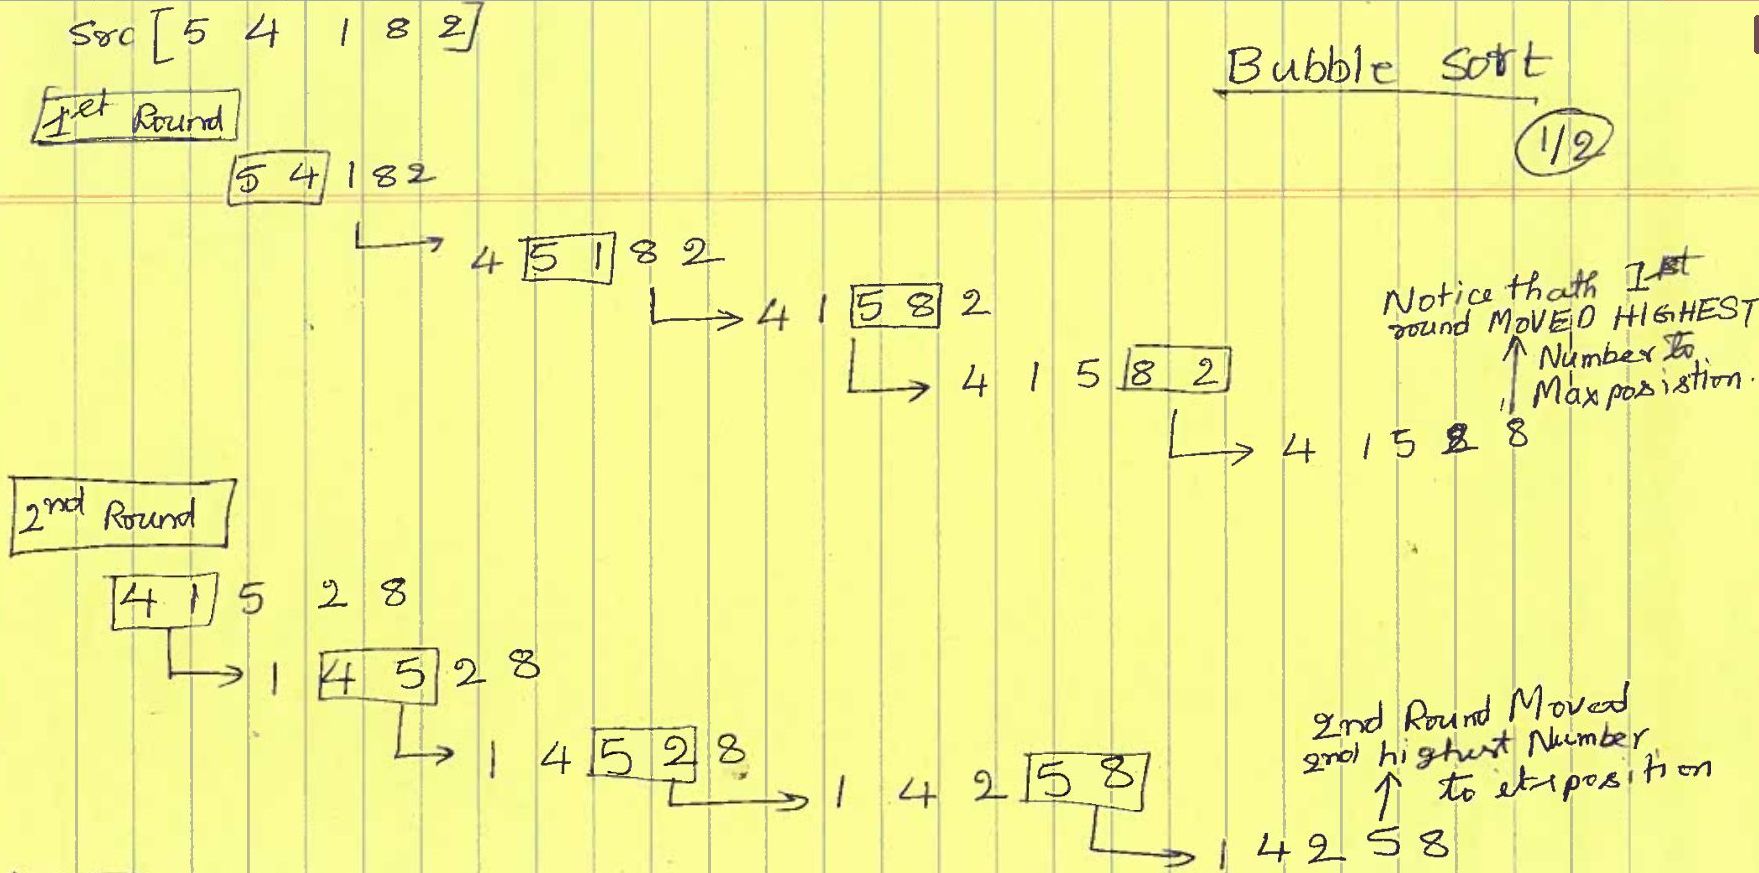 Src [5 4 1 8 2]
Bubble Sort
1/2
1st Round
5 4 1 8 2
4 5 1 8 2
4 1 5 8 2
4 1 5 8 2
4 1 5 2 8
Notice thath 1st
round MOVED HIGHEST
Number to
Max posistion.
2nd Round
4 1 5 2 8
1 4 5 2 8
1 4 5 2 8
1 4 2 5 8
1 4 2 5 8
2nd Round Moved
2nd highest Number
to its position